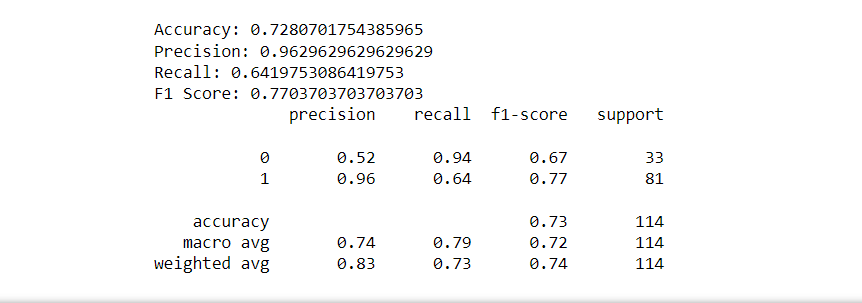 Accuracy: 0.7280701754385965
Precision: 0.9629629629629629
Recall: 0.6419753086419753
F1 Score: 0.7703703703703703
precision recall f1-score support
0 0.52 0.94 0.67 33
1 0.96 0.64 0.77 81
accuracy 0.73 114
macro avg 0.74 0.79 0.72 114
weighted avg 0.83 0.73 0.74 114